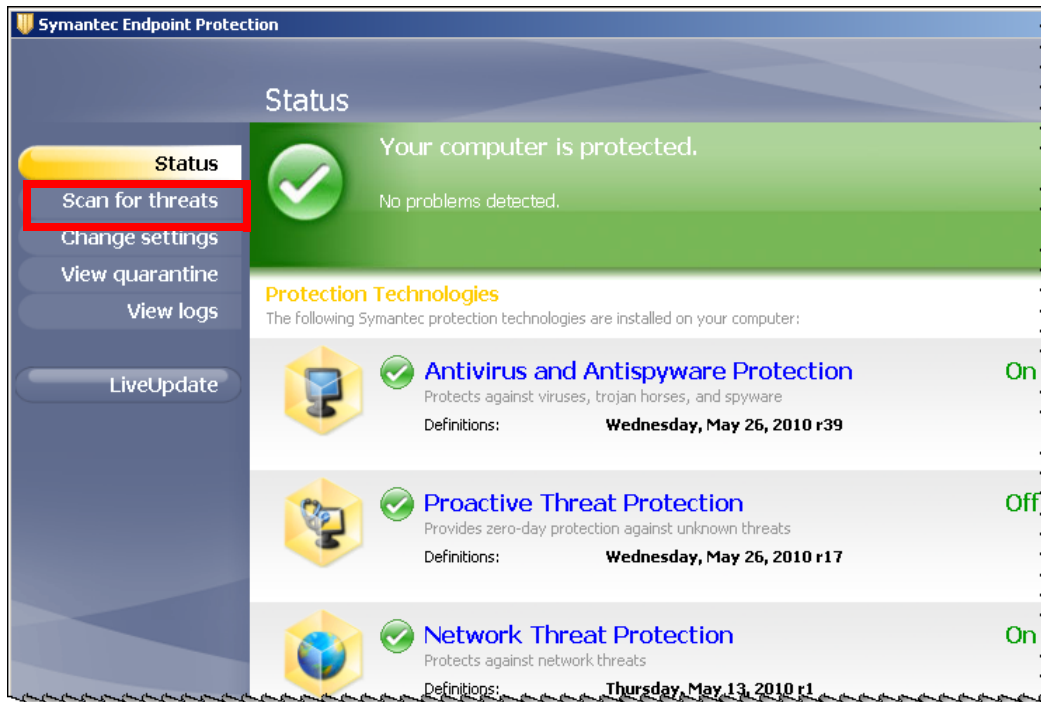 Symantec Endpoint Protection
Status
Status
Scan for threats
Change settings
View quarantine
View logs
LiveUpdate
Your computer is protected.
No problems detected.
Protection Technologies
The following Symantec protection technologies are installed on your computer:
Antivirus and Antispyware Protection On
Protects against viruses, trojan horses, and spyware
Definitions: Wednesday, May 26, 2010 r39
Proactive Threat Protection Off
Provides zero-day protection against unknown threats
Definitions: Wednesday, May 26, 2010 r17
Network Threat Protection On
Protects against network threats
Definitions: Thursday, May 13, 2010 r1